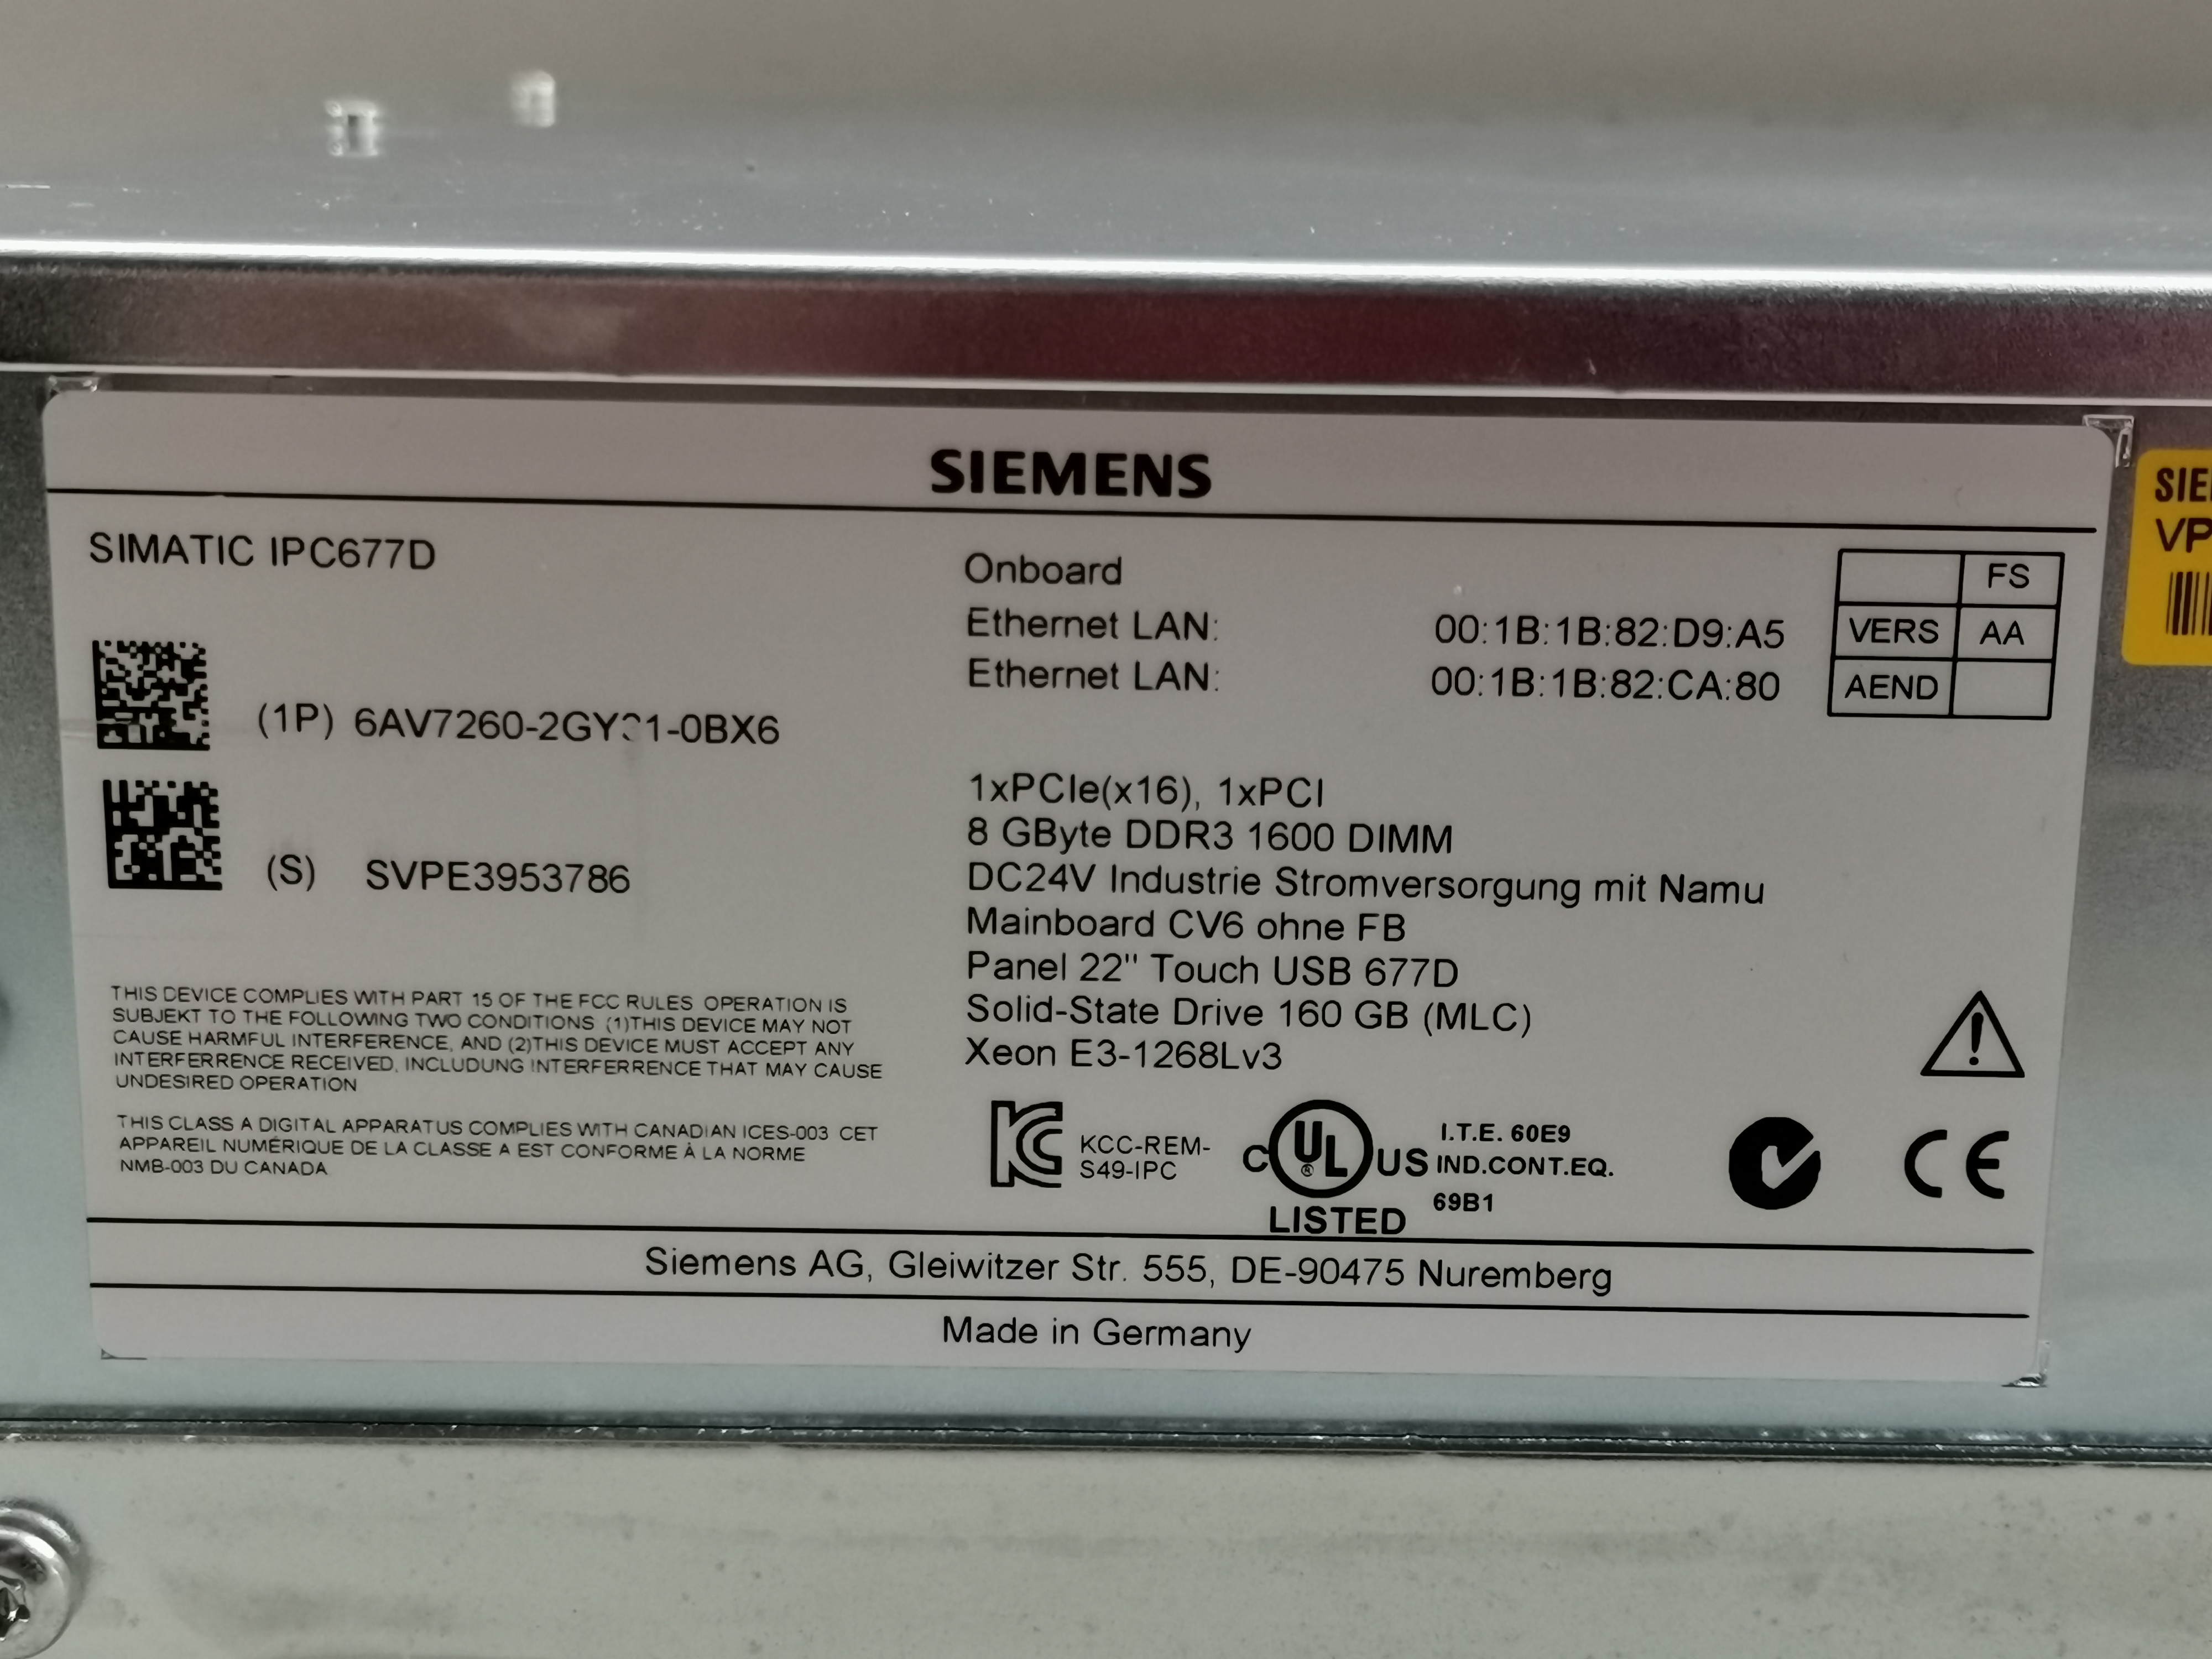 SIEMENS
SIMATIC IPC677D
(1P)
(S) SVPE3953786
THIS DEVICE COMPLIES WITH PART 15 OF THE FCC RULES OPERATION IS
SUBJEKT TO THE FOLLOWING TWO CONDITIONS (1)THIS DEVICE MAY NOT
CAUSE HARMFUL INTERFERENCE, AND (2)THIS DEVICE MUST ACCEPT ANY
INTERFERRENCE RECEIVED, INCLUDUNG INTERFERRENCE THAT MAY CAUSE
UNDESIRED OPERATION
THIS CLASS A DIGITAL APPARATUS COMPLIES WITH CANADIAN ICES-003 CET
APPAREIL NUMÉRIQUE DE LA CLASSE A EST CONFORME À LA NORME
NMB-003 DU CANADA
Onboard
Ethernet LAN: 00:1B:1B:82:D9:A5
Ethernet LAN: 00:1B:1B:82:CA:80
FS
VERS AA
AEND
1xPCIe(x16), 1xPCI
8 GByte DDR3 1600 DIMM
DC24V Industrie Stromversorgung mit Namu
Mainboard CV6 ohne FB
Panel 22" Touch USB 677D
Solid-State Drive 160 GB (MLC)
Xeon E3-1268Lv3
KCC-REM-
S49-IPC
C UL ® US
LISTED
I.T.E. 60E9
IND.CONT.EQ.
69B1
CE
Siemens AG, Gleiwitzer Str. 555, DE-90475 Nuremberg
Made in Germany